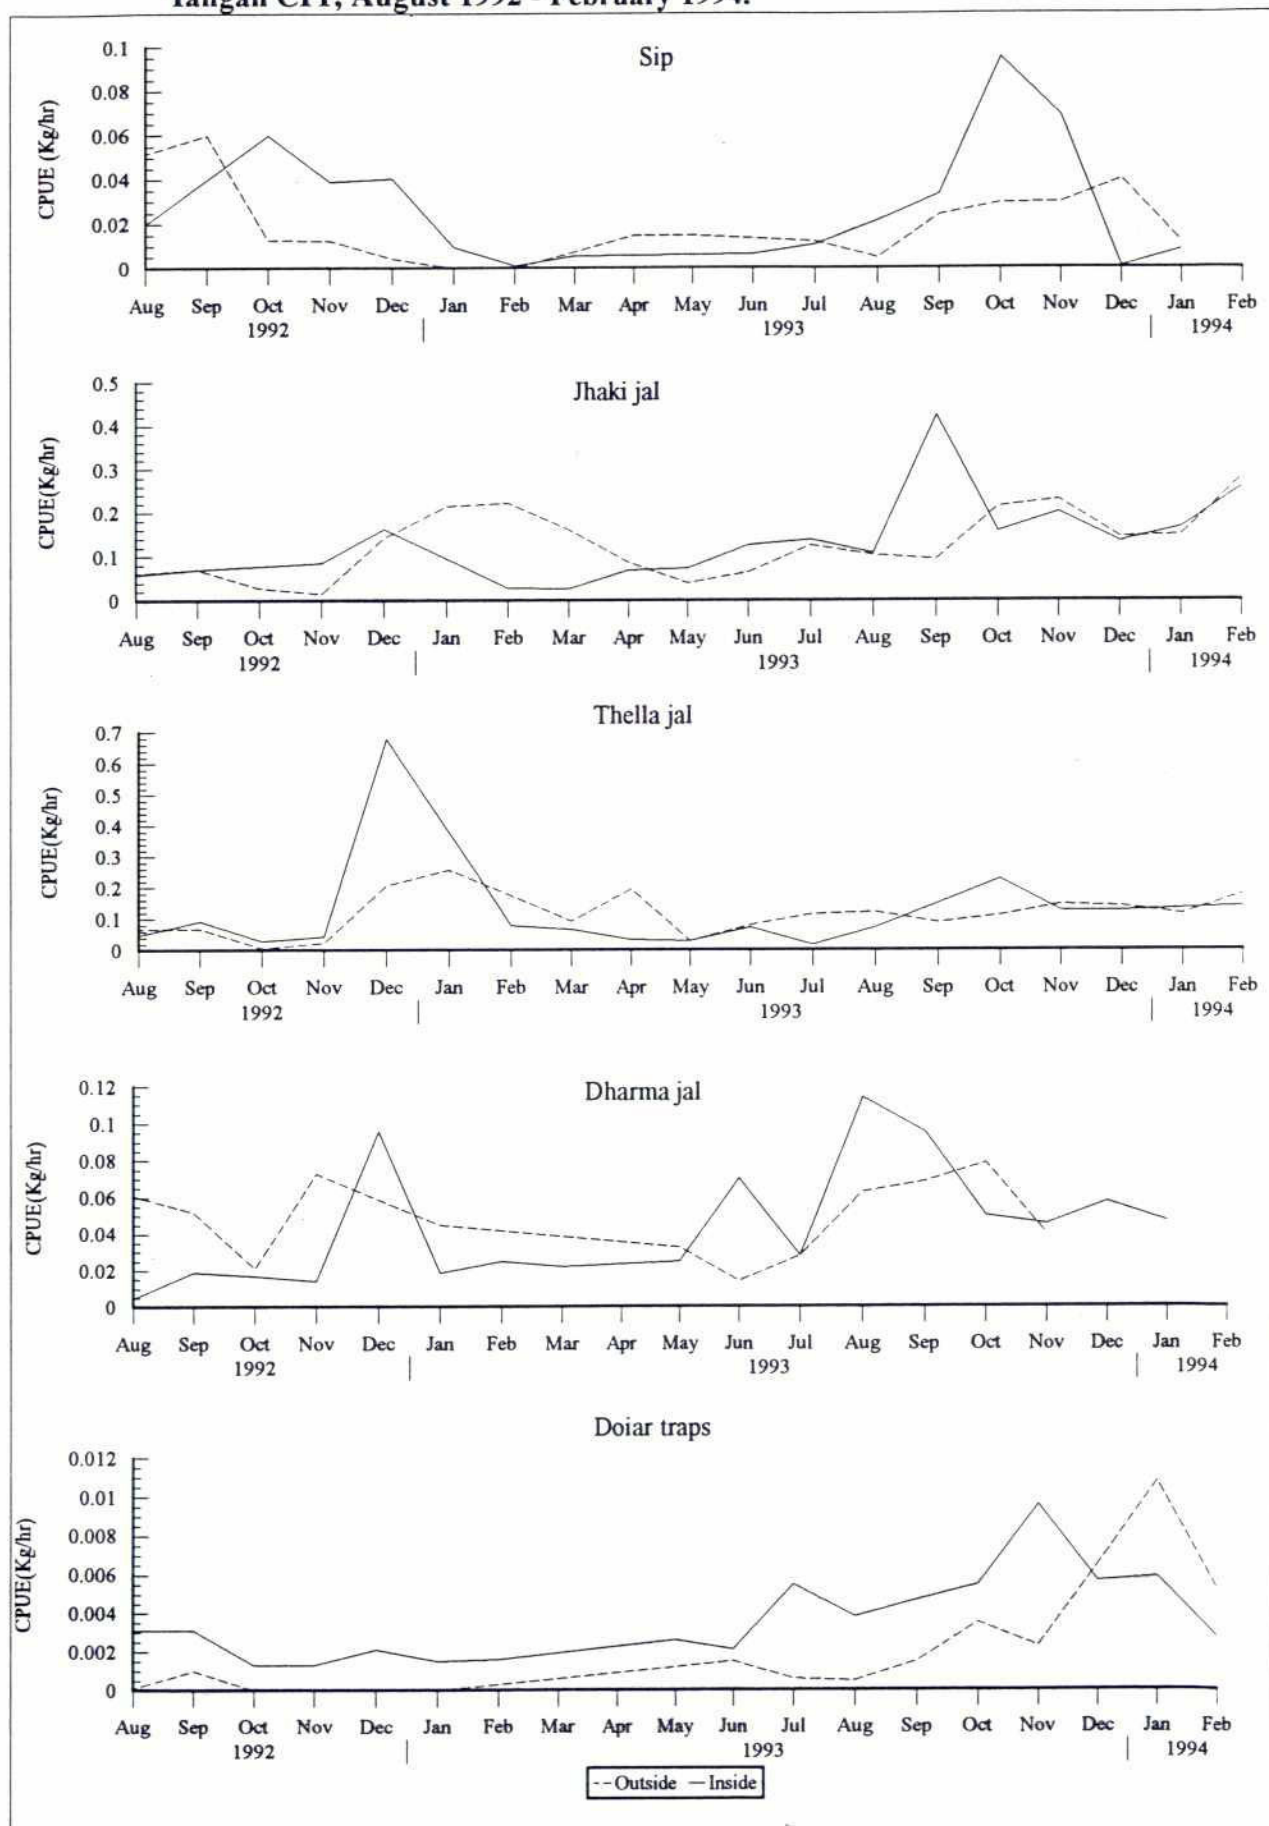 Tangan CPP, August 1992 - February 1994.
Sip
CPUE (Kg/hr)
0.1
0.08
0.06
0.04
0.02
0
Aug Sep Oct Nov Dec Jan Feb Mar Apr May Jun Jul Aug Sep Oct Nov Dec Jan Feb
1992 | 1993 | 1994
Jhaki jal
CPUE(Kg/hr)
0.5
0.4
0.3
0.2
0.1
0
Aug Sep Oct Nov Dec Jan Feb Mar Apr May Jun Jul Aug Sep Oct Nov Dec Jan Feb
1992 | 1993 | 1994
Thella jal
CPUE(Kg/hr)
0.7
0.6
0.5
0.4
0.3
0.2
0.1
0
Aug Sep Oct Nov Dec Jan Feb Mar Apr May Jun Jul Aug Sep Oct Nov Dec Jan Feb
1992 | 1993 | 1994
Dharma jal
CPUE(Kg/hr)
0.12
0.1
0.08
0.06
0.04
0.02
0
Aug Sep Oct Nov Dec Jan Feb Mar Apr May Jun Jul Aug Sep Oct Nov Dec Jan Feb
1992 | 1993 | 1994
Doiar traps
CPUE(Kg/hr)
0.012
0.01
0.008
0.006
0.004
0.002
0
Aug Sep Oct Nov Dec Jan Feb Mar Apr May Jun Jul Aug Sep Oct Nov Dec Jan Feb
1992 | 1993 | 1994
Outside Inside